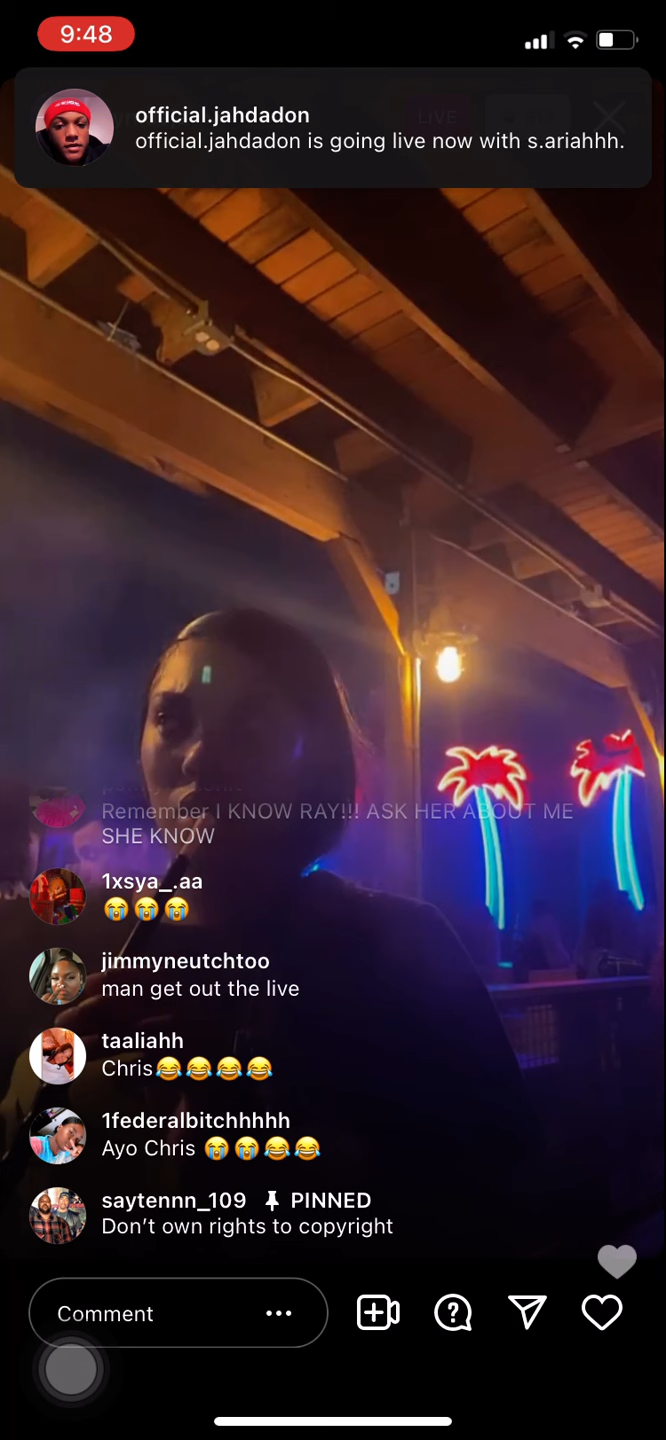 9:48
official.jahdadon
LIVE
official.jahdadon is going live now with s.ariahhh.
Remember I KNOW RAY!!! ASK HER ABOUT ME
SHE KNOW
1xsya_.aa
😭😭😭
jimmyneutchtoo
man get out the live
taaliahh
Chris😂😂😂😂
1federalbitchhhhh
Ayo Chris 😭😭😂😂
saytennn_109 PINNED
Don't own rights to copyright
Comment